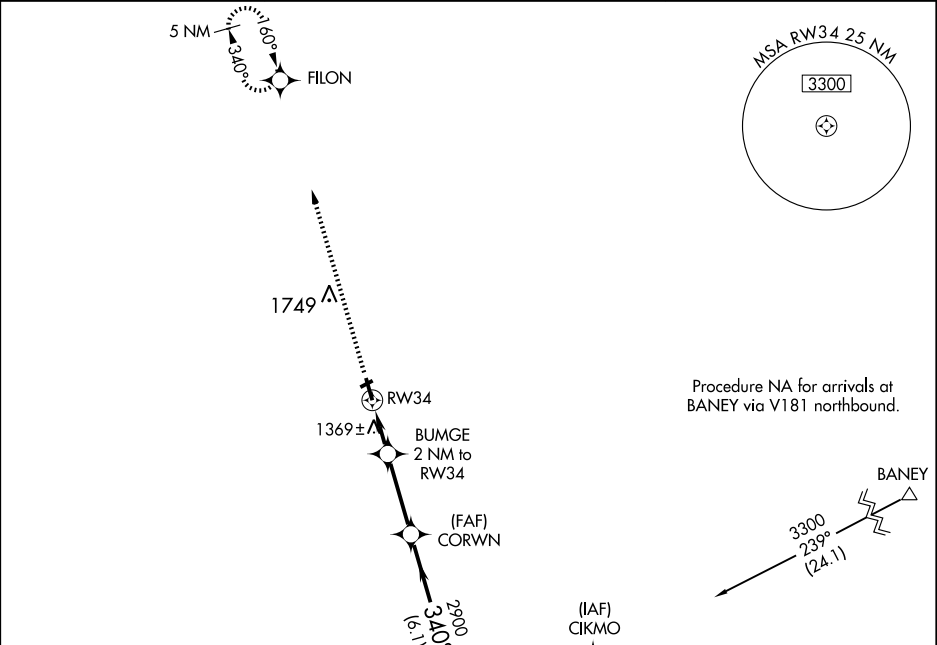 5 NM
160°
340°
FILON
MSA RW34 25 NM
3300
1749
RW34
Procedure NA for arrivals at
BANEY via V181 northbound.
1369±
BUMGE
2 NM to
RW34
BANEY
(FAF)
CORWN
3300
239°
(24.1)
2900
340°
(6.1)
(IAF)
CIKMO